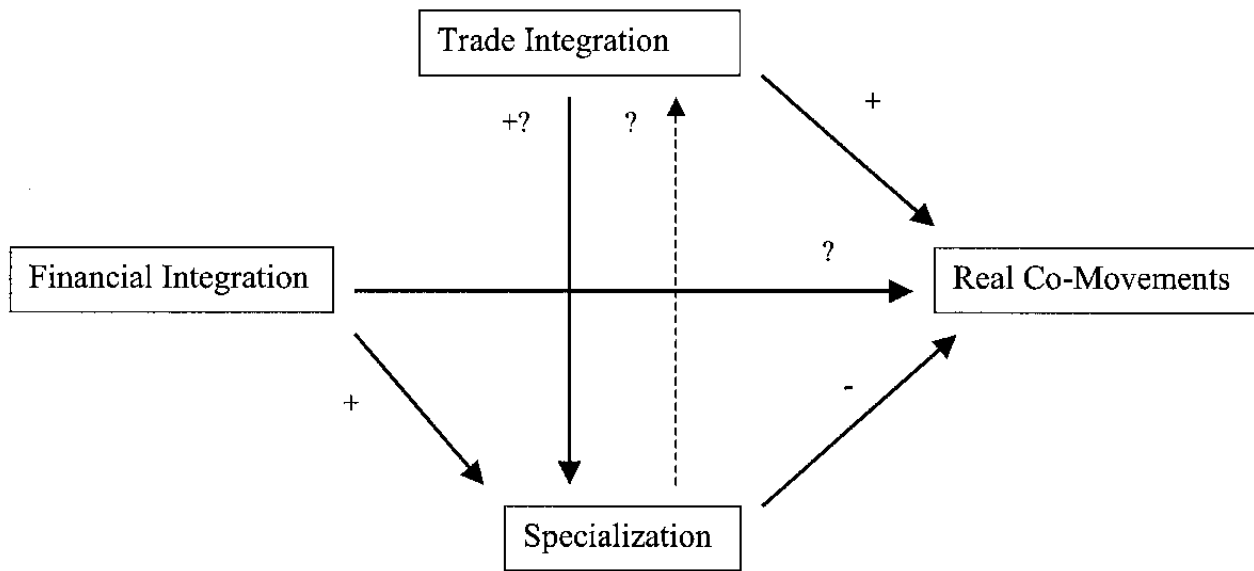 Trade Integration
+
+?
?
?
Financial Integration
Real Co-Movements
+
-
Specialization